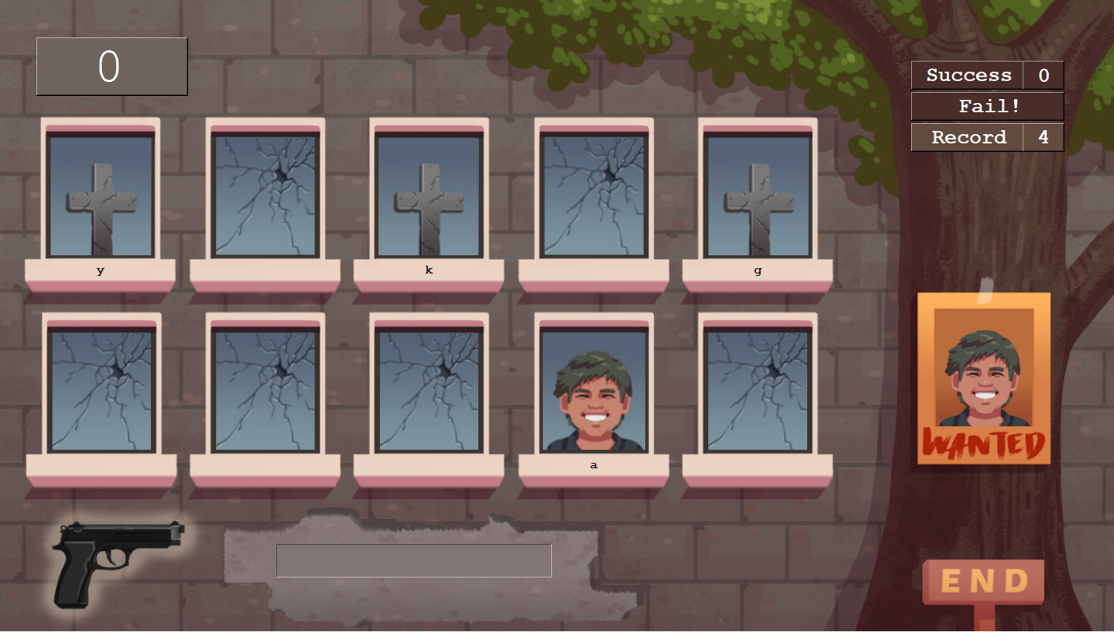 0
Success 0
Fail!
Record 4
y k g
a
WANTED
END